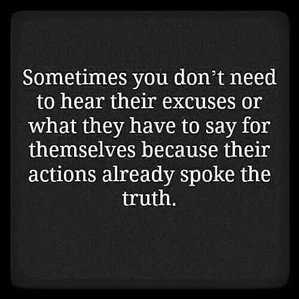 Sometimes you don't need
to hear their excuses or
what they have to say for
themselves because their
actions already spoke the
truth.